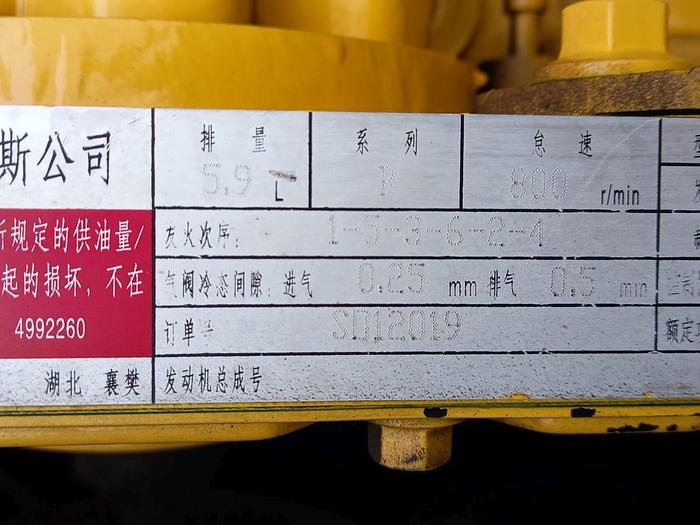 斯公司
所规定的供油量/
起的损坏，不在
4992260
湖北 襄樊
排 量
5.9 L
系 列
B
怠 速
800 r/min
发火次序：1-5-3-6-2-4
气阀冷态间隙：进气 0.25 mm 排气 0.5 mm
订单号 SO12019
发动机总成号
额定